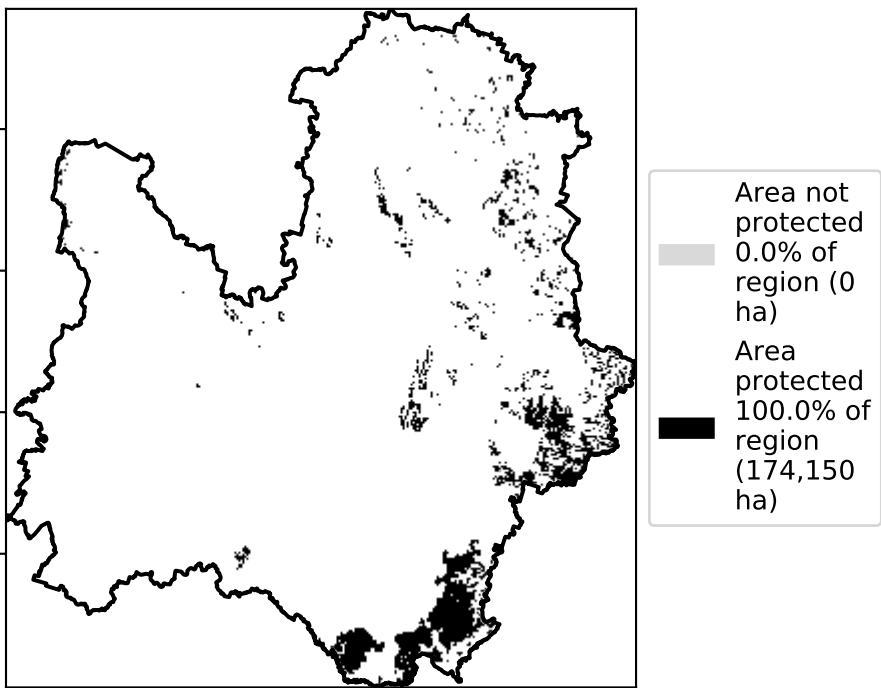 Area not
protected
0.0% of
region (0
ha)
Area
protected
100.0% of
region
(174,150
ha)